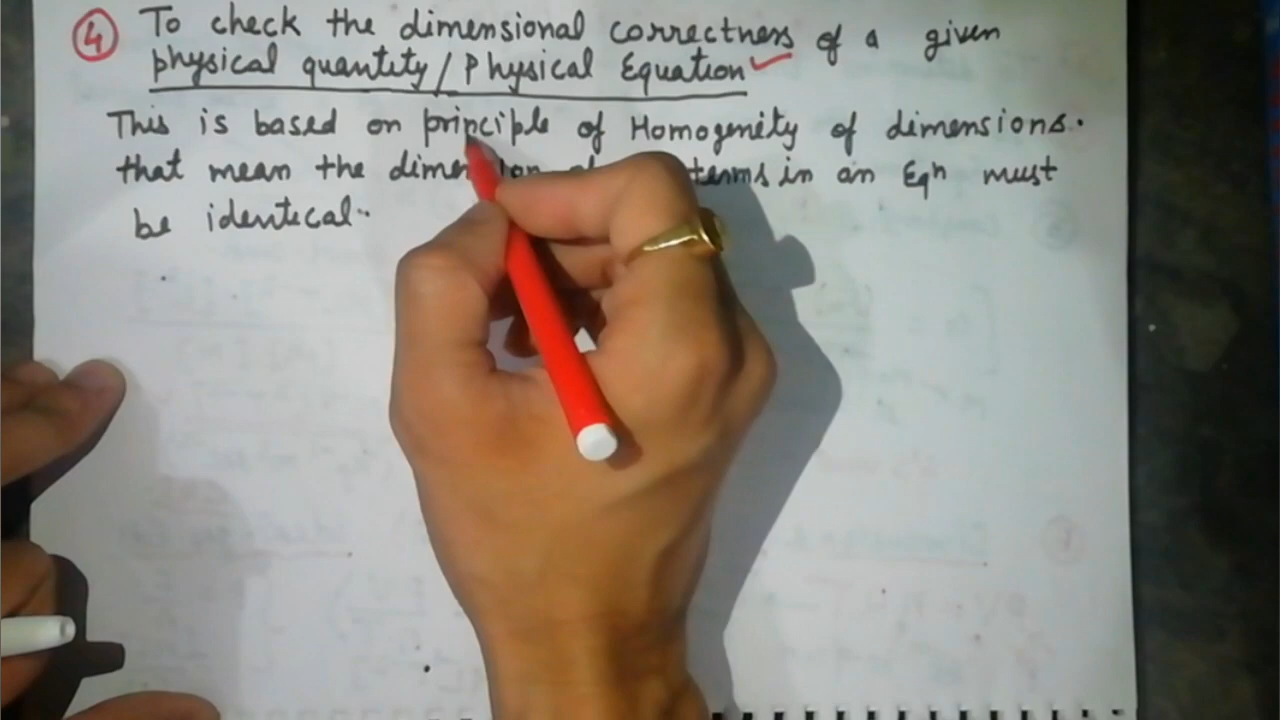 4 To check the dimensional correctness of a given
physical quantity / Physical Equation
This is based on principle of Homogenity of dimensions.
that mean the terms in an Eqn must
be identical.